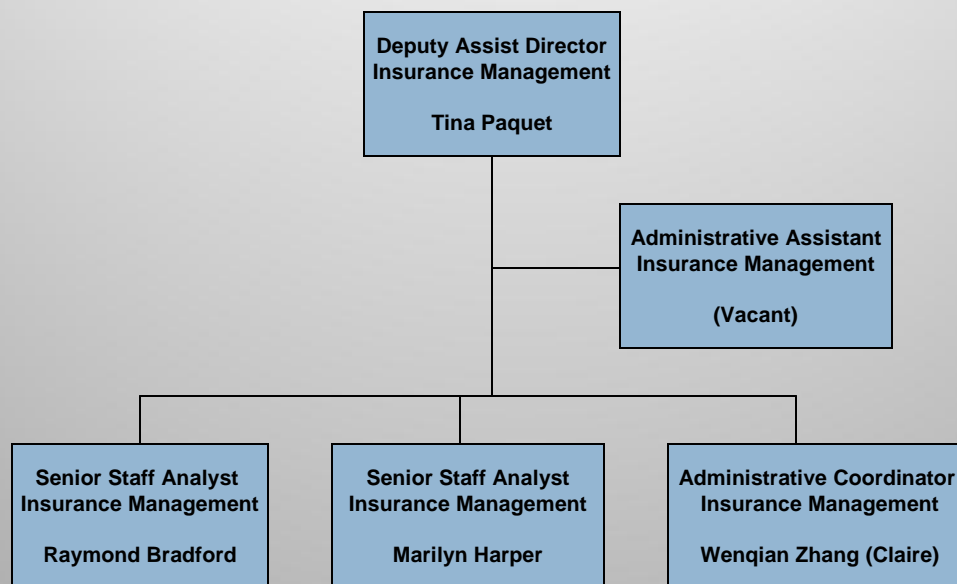 Deputy Assist Director
Insurance Management
Tina Paquet
Administrative Assistant
Insurance Management
(Vacant)
Senior Staff Analyst
Insurance Management
Raymond Bradford
Senior Staff Analyst
Insurance Management
Marilyn Harper
Administrative Coordinator
Insurance Management
Wenqian Zhang (Claire)